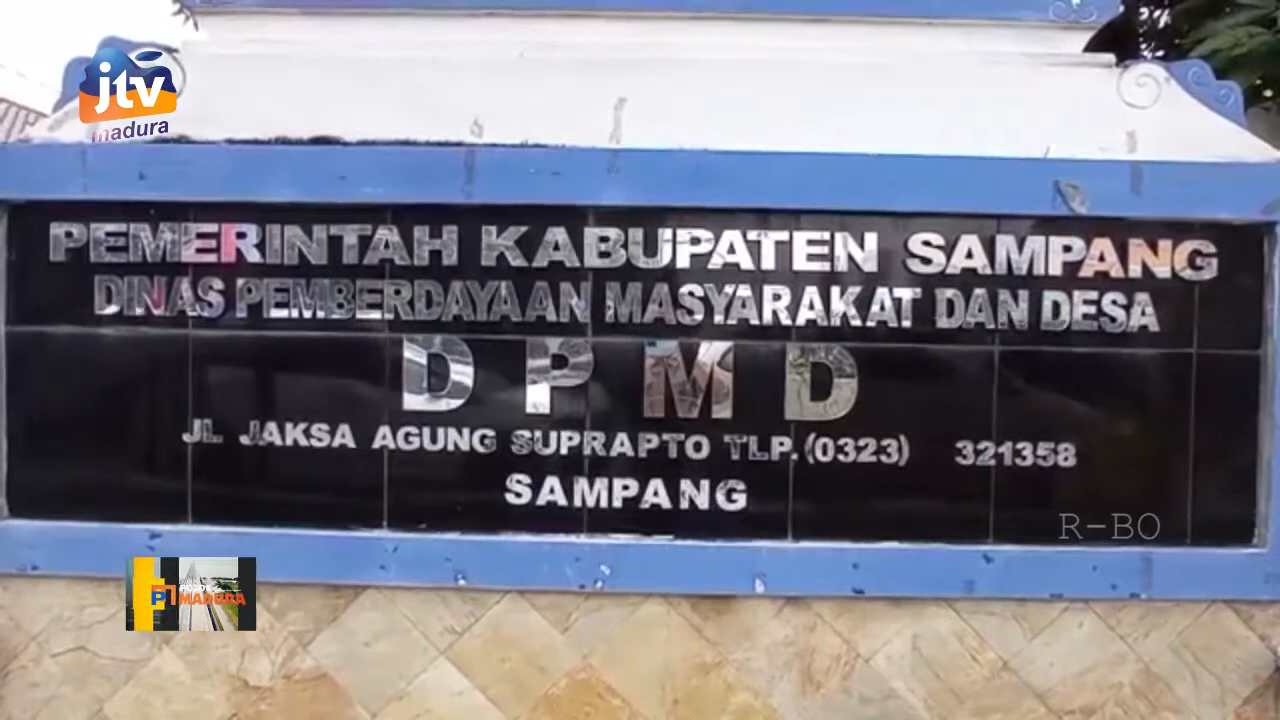 jtv
madura
PEMERINTAH KABUPATEN SAMPANG
DINAS PEMBERDAYAAN MASYARAKAT DAN DESA
DPMD
JL JAKSA AGUNG SUPRAPTO TLP. (0323) 321358
SAMPANG
R-BO
MADURA